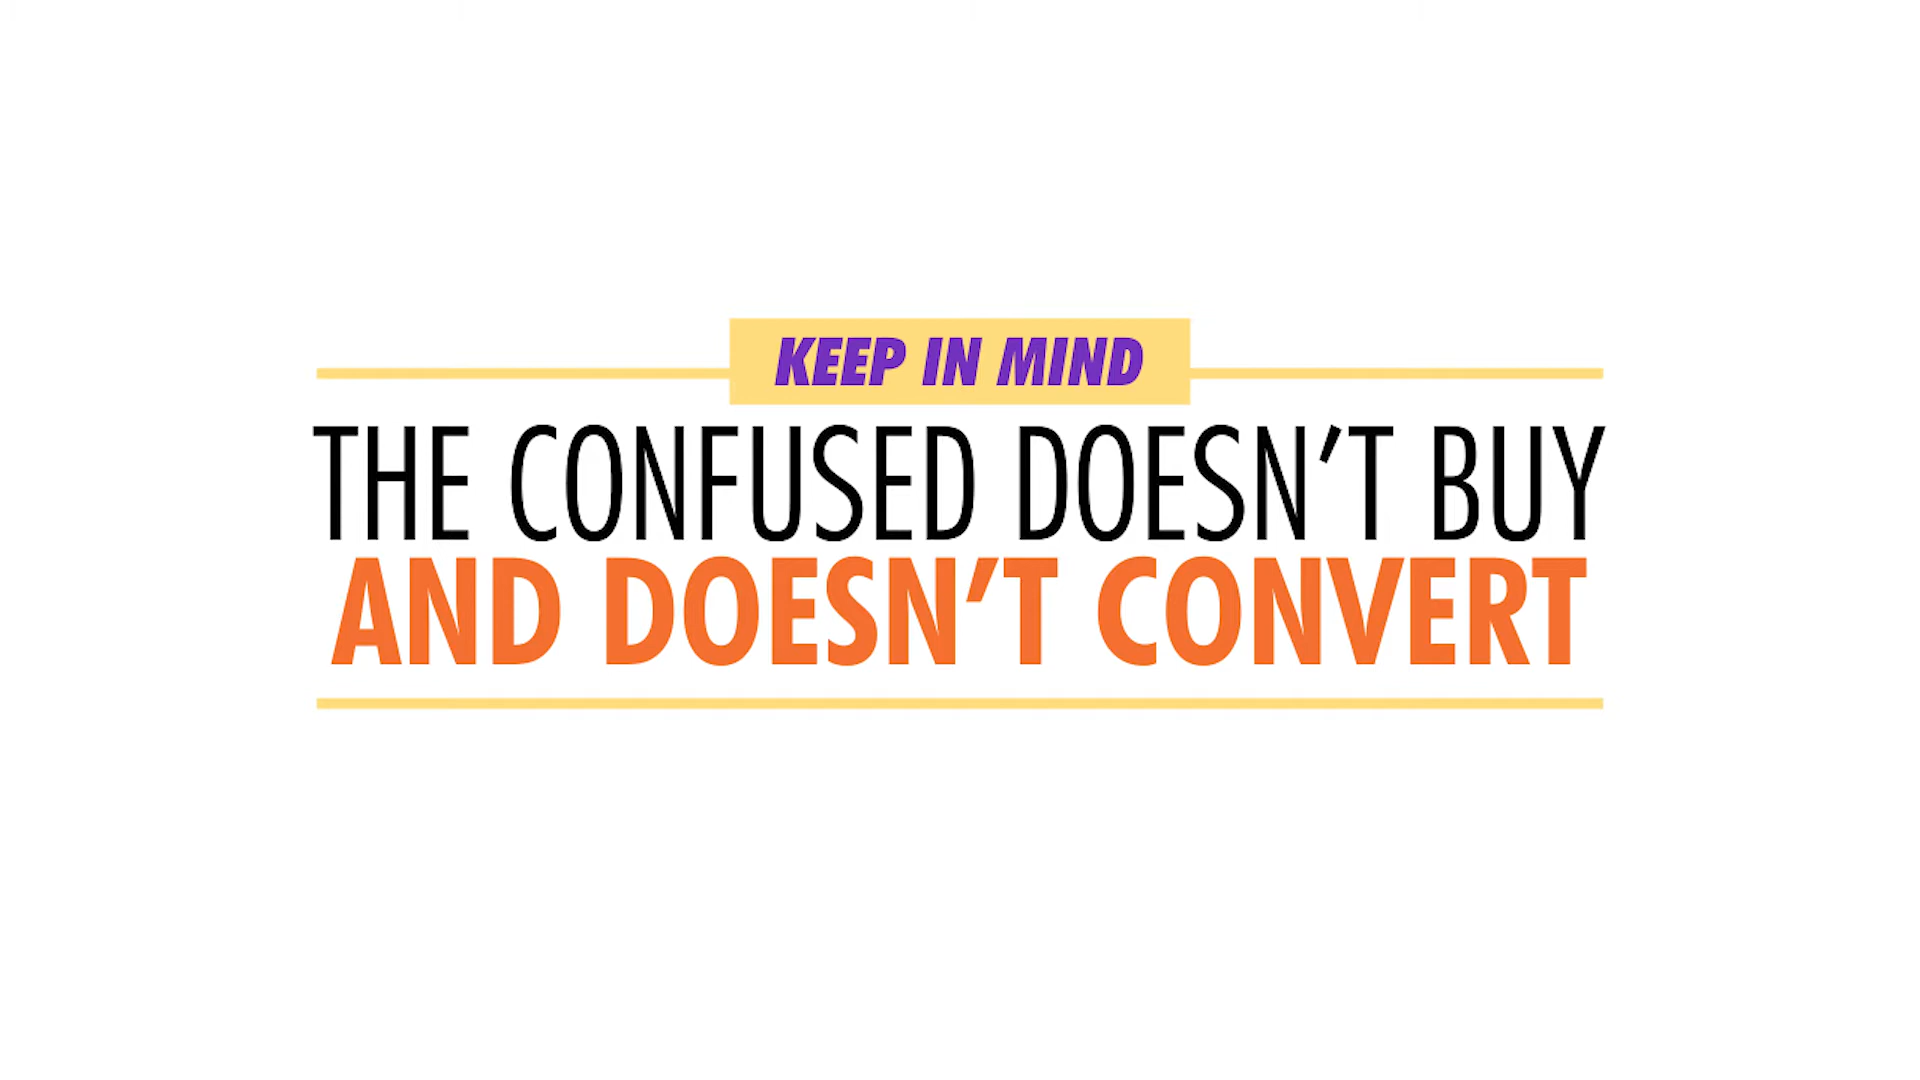 KEEP IN MIND
THE CONFUSED DOESN'T BUY
AND DOESN'T CONVERT